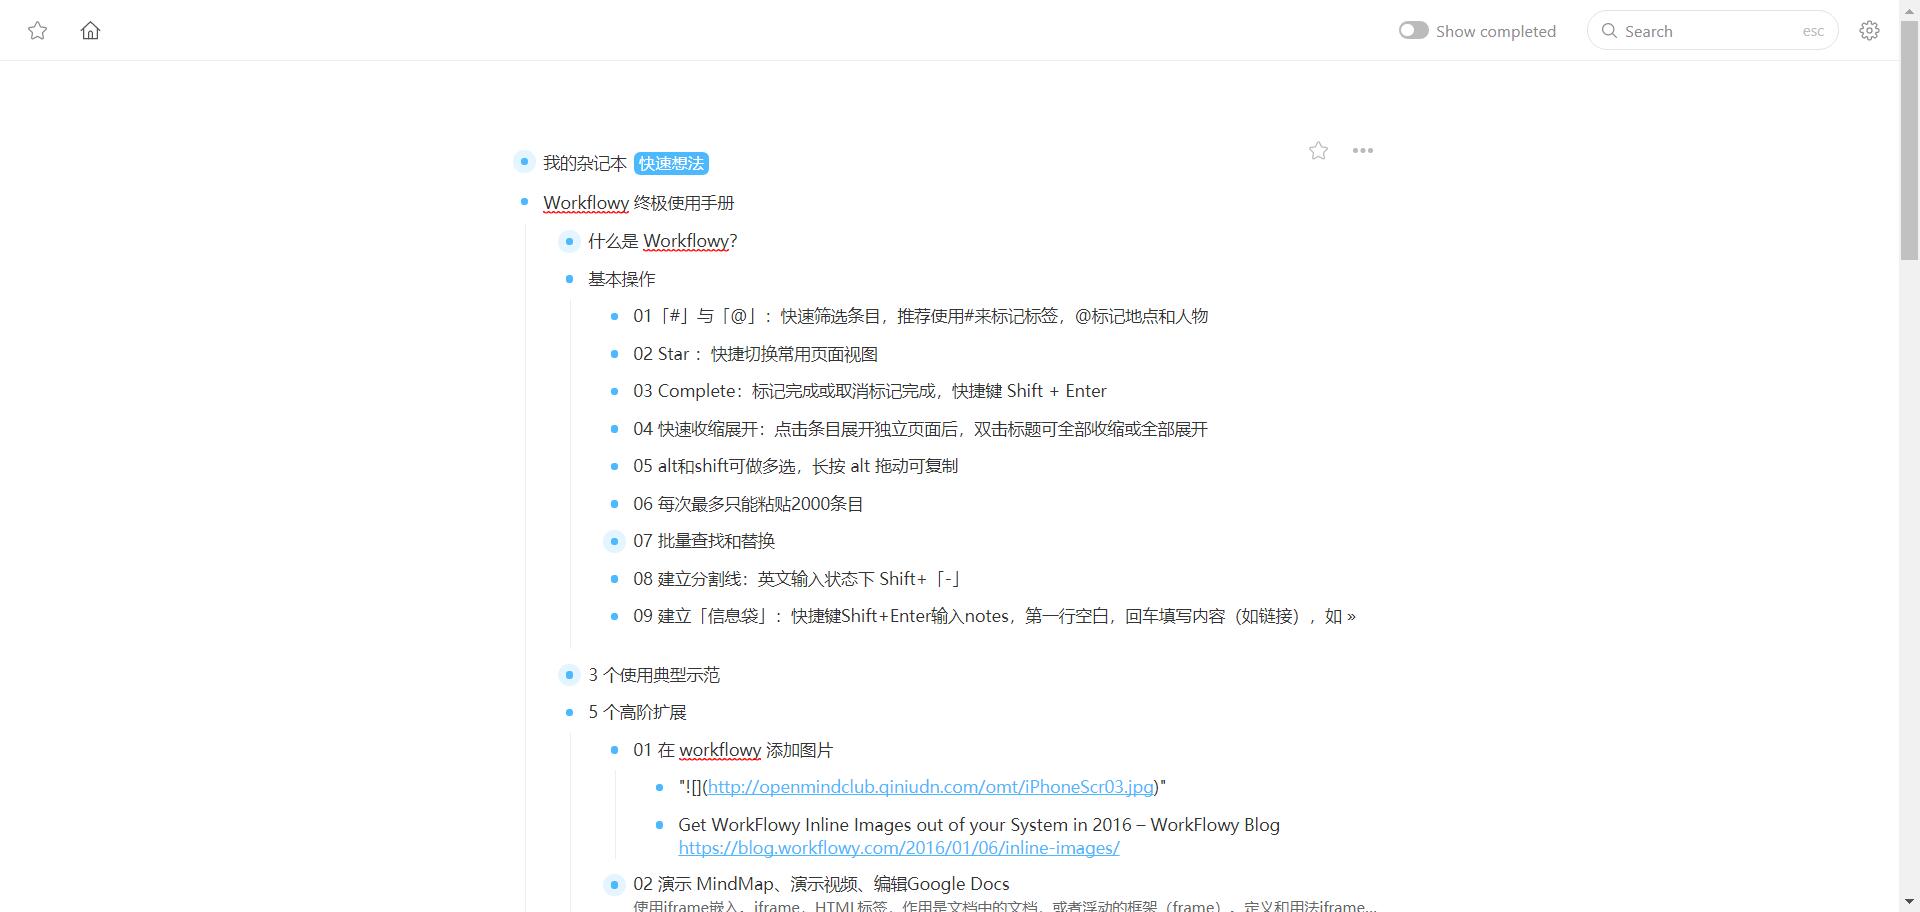 Show completed
Search
esc
我的杂记本 快速想法
Workflowy 终极使用手册
什么是 Workflowy?
基本操作
01「#」与「@」：快速筛选条目，推荐使用#来标记标签，@标记地点和人物
02 Star ：快捷切换常用页面视图
03 Complete：标记完成或取消标记完成，快捷键 Shift + Enter
04 快速收缩展开：点击条目展开独立页面后，双击标题可全部收缩或全部展开
05 alt和shift可做多选，长按 alt 拖动可复制
06 每次最多只能粘贴2000条目
07 批量查找和替换
08 建立分割线：英文输入状态下 Shift+「-」
09 建立「信息袋」：快捷键Shift+Enter输入notes，第一行空白，回车填写内容（如链接），如 »
3 个使用典型示范
5 个高阶扩展
01 在 workflowy 添加图片
"![](http://openmindclub.qiniudn.com/omt/iPhoneScr03.jpg)"
Get WorkFlowy Inline Images out of your System in 2016 – WorkFlowy Blog
https://blog.workflowy.com/2016/01/06/inline-images/
02 演示 MindMap、演示视频、编辑Google Docs
使用iframe嵌入，iframe，HTML标签，作用是文档中的文档，或者浮动的框架（frame），定义和用法iframe...